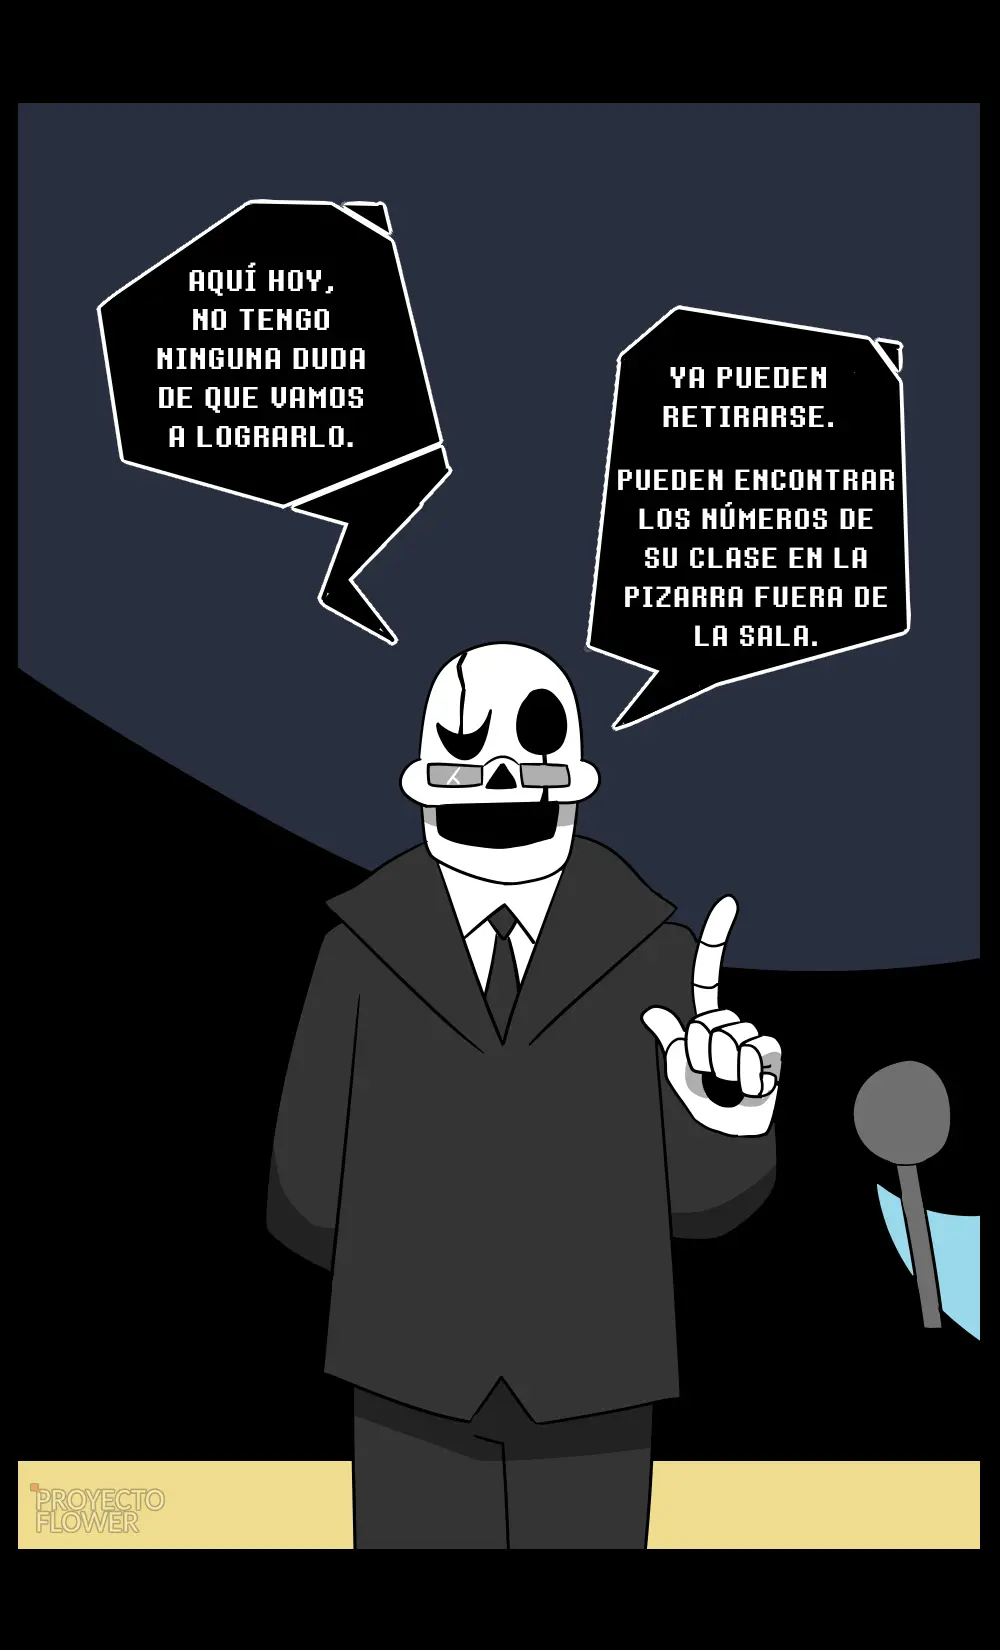 AQUÍ HOY,
NO TENGO
NINGUNA DUDA
DE QUE VAMOS
A LOGRARLO.
YA PUEDEN
RETIRARSE.
PUEDEN ENCONTRAR
LOS NÚMEROS DE
SU CLASE EN LA
PIZARRA FUERA DE
LA SALA.
PROYECTO
FLOWER